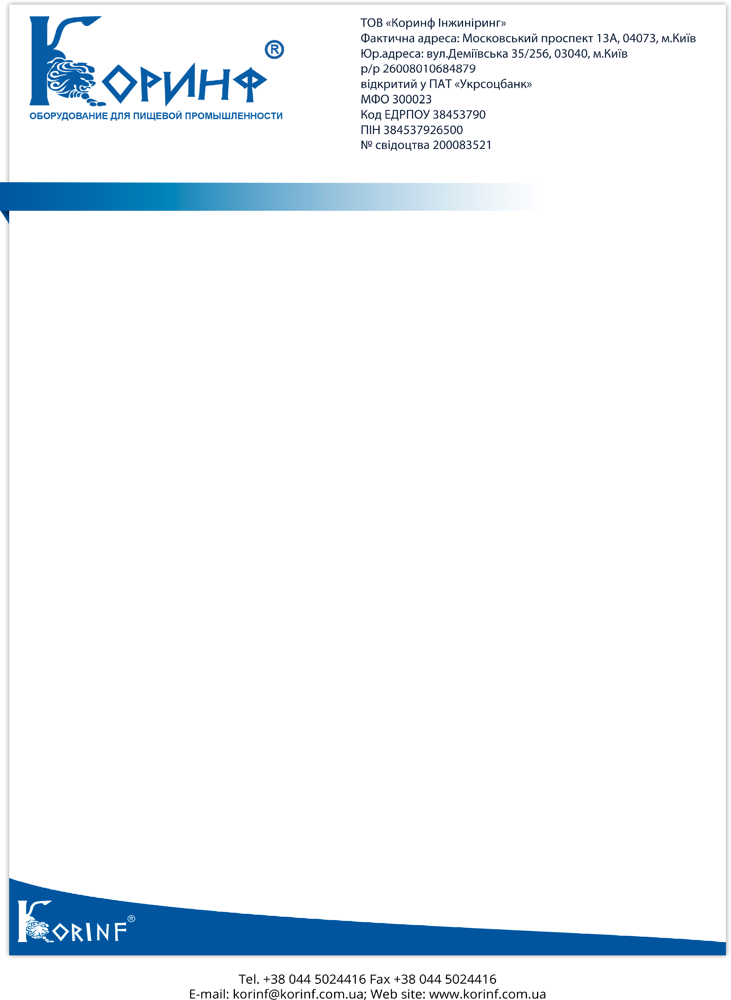 Коринф ®
ОБОРУДОВАНИЕ ДЛЯ ПИЩЕВОЙ ПРОМЫШЛЕННОСТИ
ТОВ «Коринф Інжиніринг»
Фактична адреса: Московський проспект 13А, 04073, м.Київ
Юр.адреса: вул.Деміївська 35/256, 03040, м.Київ
р/р 26008010684879
відкритий у ПАТ «Укрсоцбанк»
МФО 300023
Код ЕДРПОУ 38453790
ПІН 384537926500
№ свідоцтва 200083521
KORINF ®
Tel. +38 044 5024416 Fax +38 044 5024416
E-mail: korinf@korinf.com.ua; Web site: www.korinf.com.ua